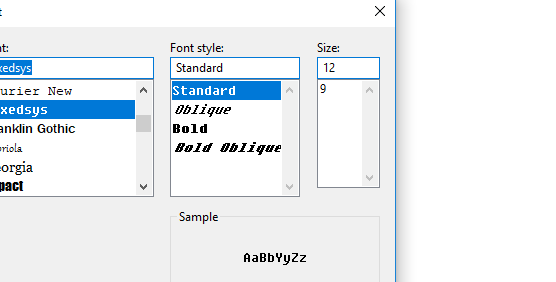 t
nt: Font style: Size:
xedsys Standard 12
urier New Standard 9
xedsys Oblique
anklin Gothic Bold
briola Bold Oblique
orgia
pact
Sample
AaBbYyZz